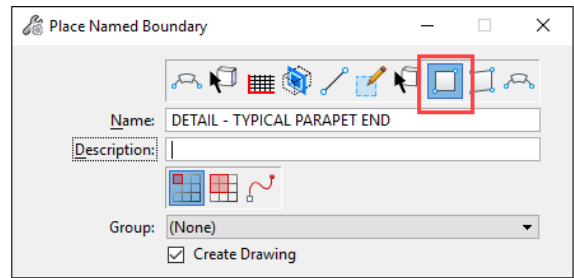 Place Named Boundary
Name: DETAIL - TYPICAL PARAPET END
Description:
Group: (None)
Create Drawing